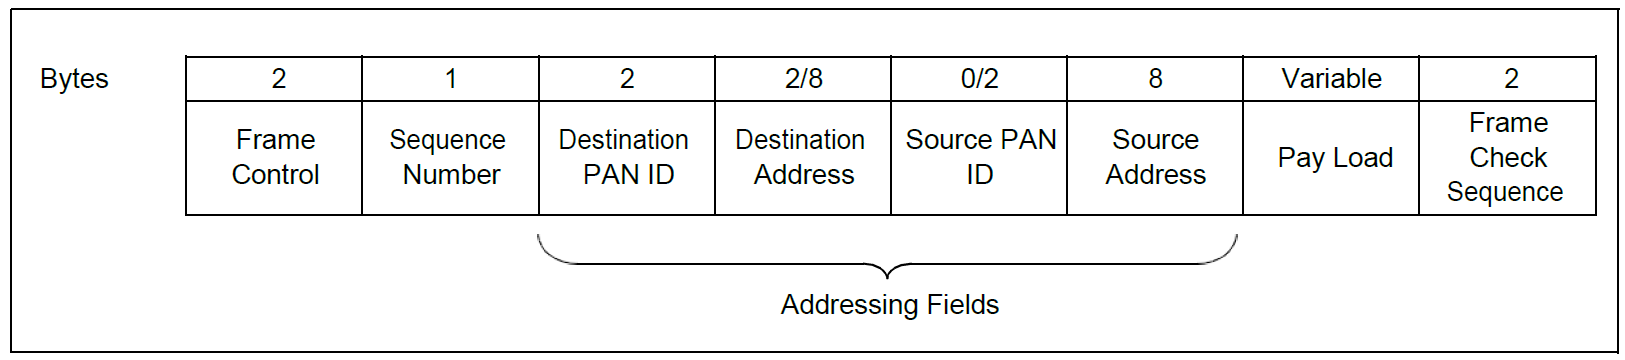 Bytes 2 1 2 2/8 0/2 8 Variable 2
Frame Control
Sequence Number
Destination PAN ID
Destination Address
Source PAN ID
Source Address
Pay Load
Frame Check Sequence
Addressing Fields